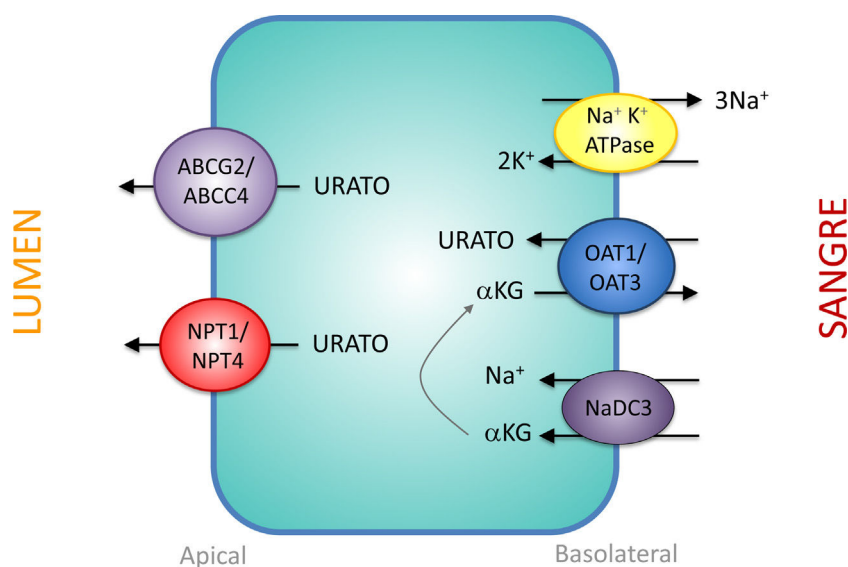 LUMEN
ABCG2/
ABCC4
URATO
NPT1/
NPT4
URATO
Na⁺ K⁺
ATPase
3Na⁺
2K⁺
URATO
OAT1/
OAT3
αKG
Na⁺
NaDC3
αKG
SANGRE
Apical
Basolateral